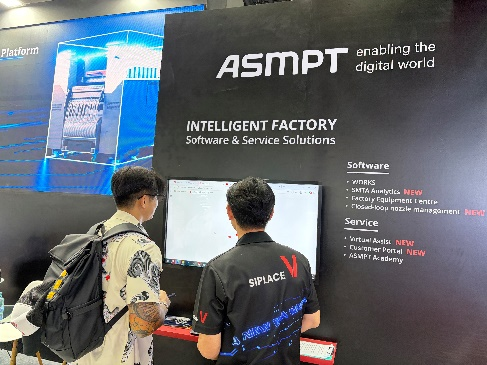 Platform
ASMPT
enabling the
digital world
INTELLIGENT FACTORY
Software & Service Solutions
Software
• WORKS
• SMTA Analytics NEW
• Factory Equipment Centre
• Closed-loop nozzle management NEW
Service
• Virtual Assist NEW
• Customer Portal NEW
• ASMPT Academy
SIPLACE V
V